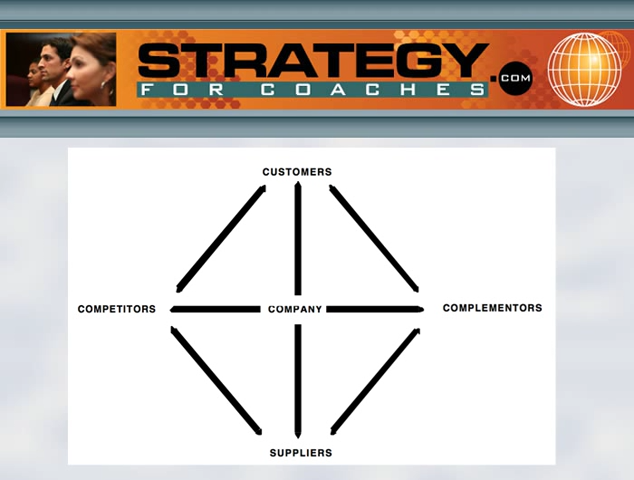 STRATEGY.COM
FOR COACHES
CUSTOMERS
COMPETITORS
COMPANY
COMPLEMENTORS
SUPPLIERS